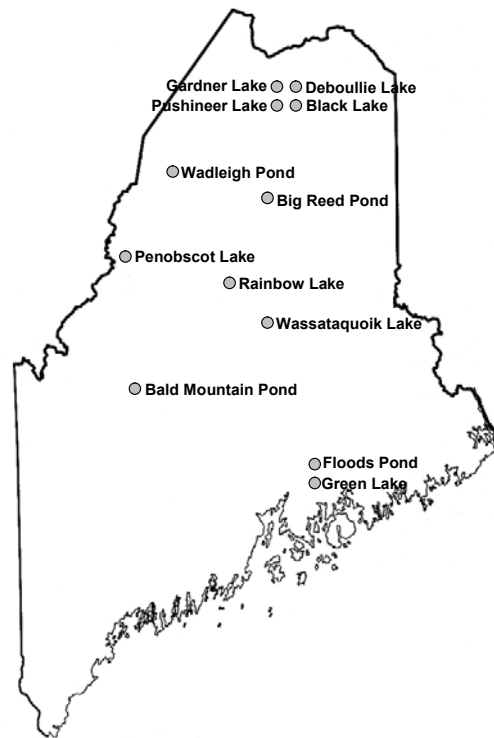 Gardner Lake
Deboullie Lake
Pushineer Lake
Black Lake
Wadleigh Pond
Big Reed Pond
Penobscot Lake
Rainbow Lake
Wassataquoik Lake
Bald Mountain Pond
Floods Pond
Green Lake